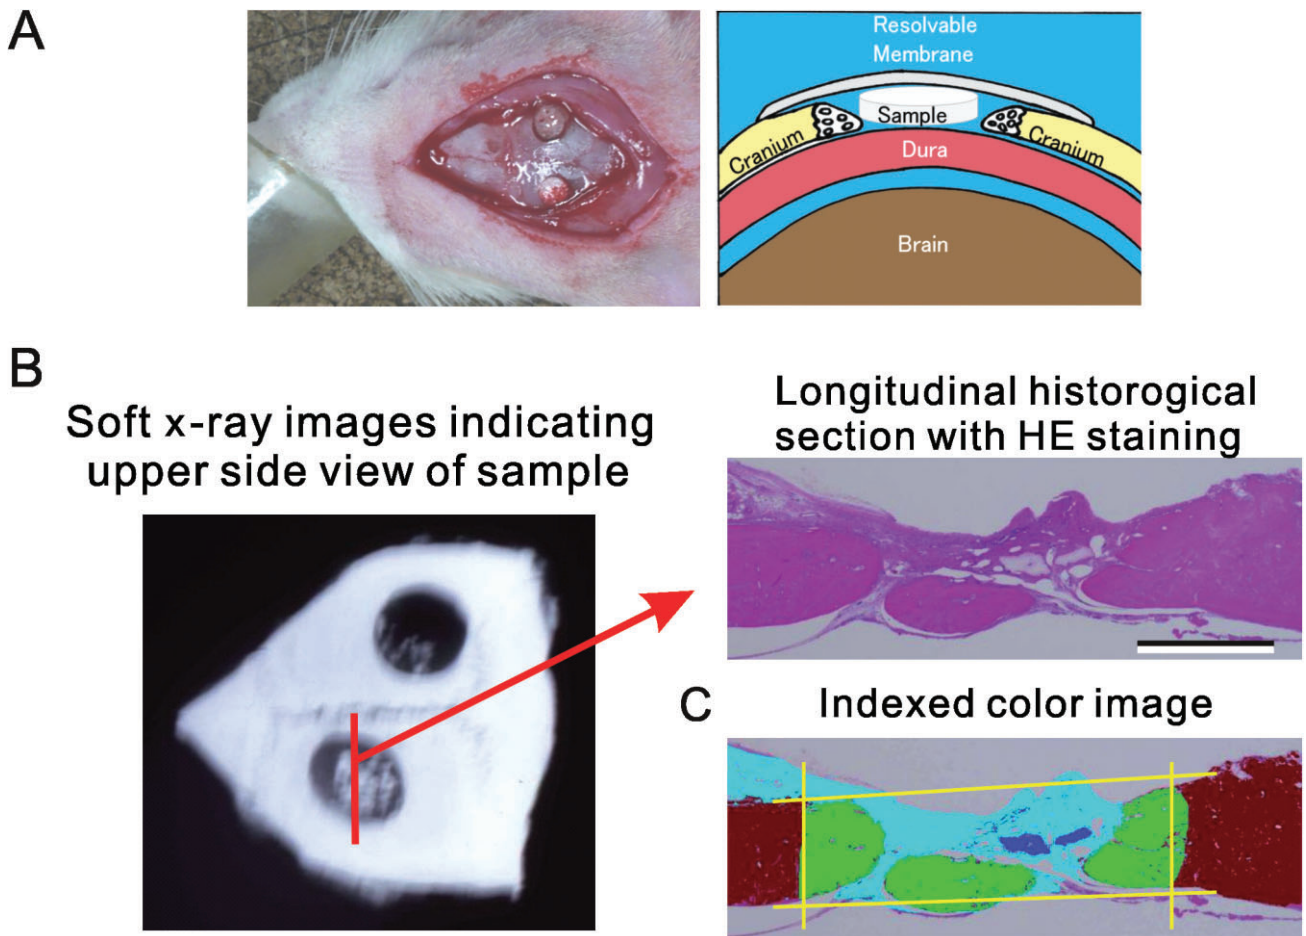 A
Resolvable
Membrane
Sample
Cranium
Cranium
Dura
Brain
B
Soft x-ray images indicating
upper side view of sample
Longitudinal historogical
section with HE staining
C
Indexed color image